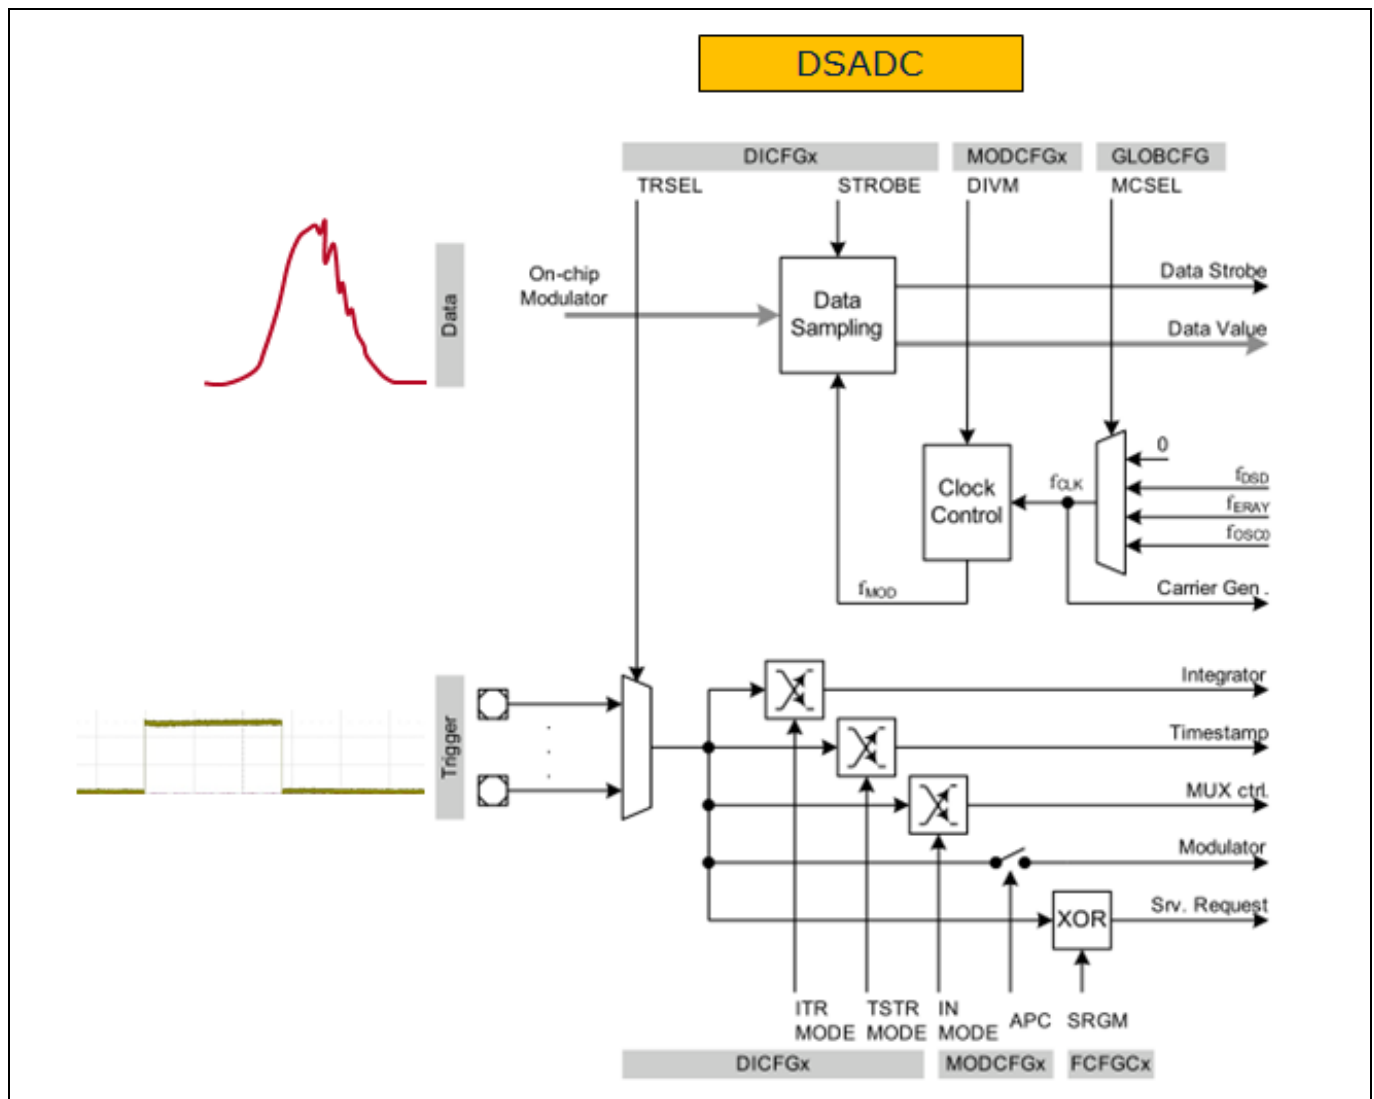 DSADC
DICFGx
MODCFGx
GLOBCFG
TRSEL
STROBE
DIVM
MCSEL
Data
On-chip
Modulator
Data
Sampling
Data Strobe
Data Value
0
Clock
Control
fCLK
fDSD
fERAY
fOSC0
fMOD
Carrier Gen .
Trigger
Integrator
Timestamp
MUX ctrl.
Modulator
XOR
Srv. Request
ITR
MODE
TSTR
MODE
IN
MODE
APC
SRGM
DICFGx
MODCFGx
FCFGCx